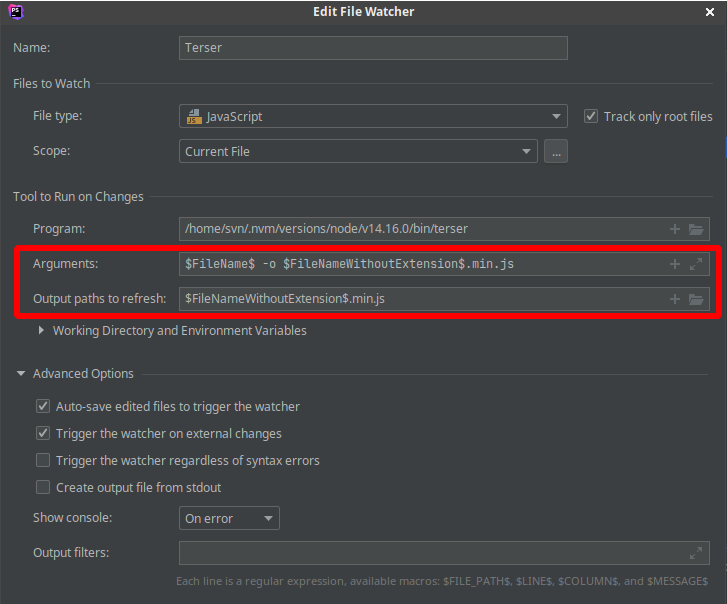 PS Edit File Watcher
Name: Terser
Files to Watch
File type: JS JavaScript Track only root files
Scope: Current File ...
Tool to Run on Changes
Program: /home/svn/.nvm/versions/node/v14.16.0/bin/terser
Arguments: $FileName$ -o $FileNameWithoutExtension$.min.js
Output paths to refresh: $FileNameWithoutExtension$.min.js
Working Directory and Environment Variables
Advanced Options
Auto-save edited files to trigger the watcher
Trigger the watcher on external changes
Trigger the watcher regardless of syntax errors
Create output file from stdout
Show console: On error
Output filters:
Each line is a regular expression, available macros: $FILE_PATH$, $LINE$, $COLUMN$, and $MESSAGE$